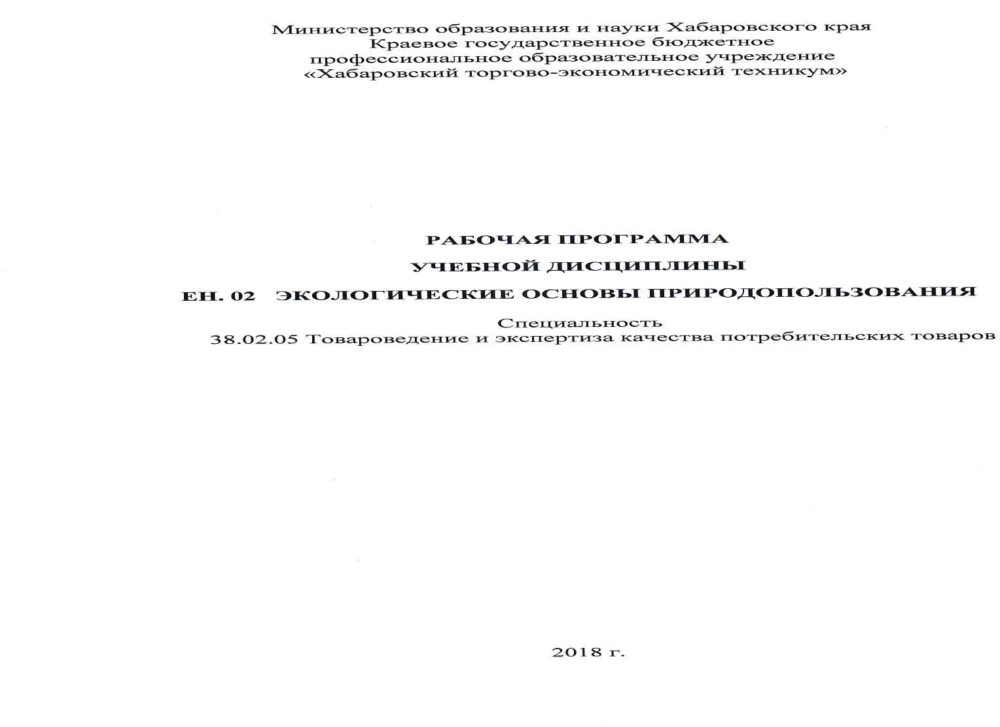 Министерство образования и науки Хабаровского края
Краевое государственное бюджетное
профессиональное образовательное учреждение
«Хабаровский торгово-экономический техникум»
РАБОЧАЯ ПРОГРАММА
УЧЕБНОЙ ДИСЦИПЛИНЫ
ЕН. 02 ЭКОЛОГИЧЕСКИЕ ОСНОВЫ ПРИРОДОПОЛЬЗОВАНИЯ
Специальность
38.02.05 Товароведение и экспертиза качества потребительских товаров
2018 г.